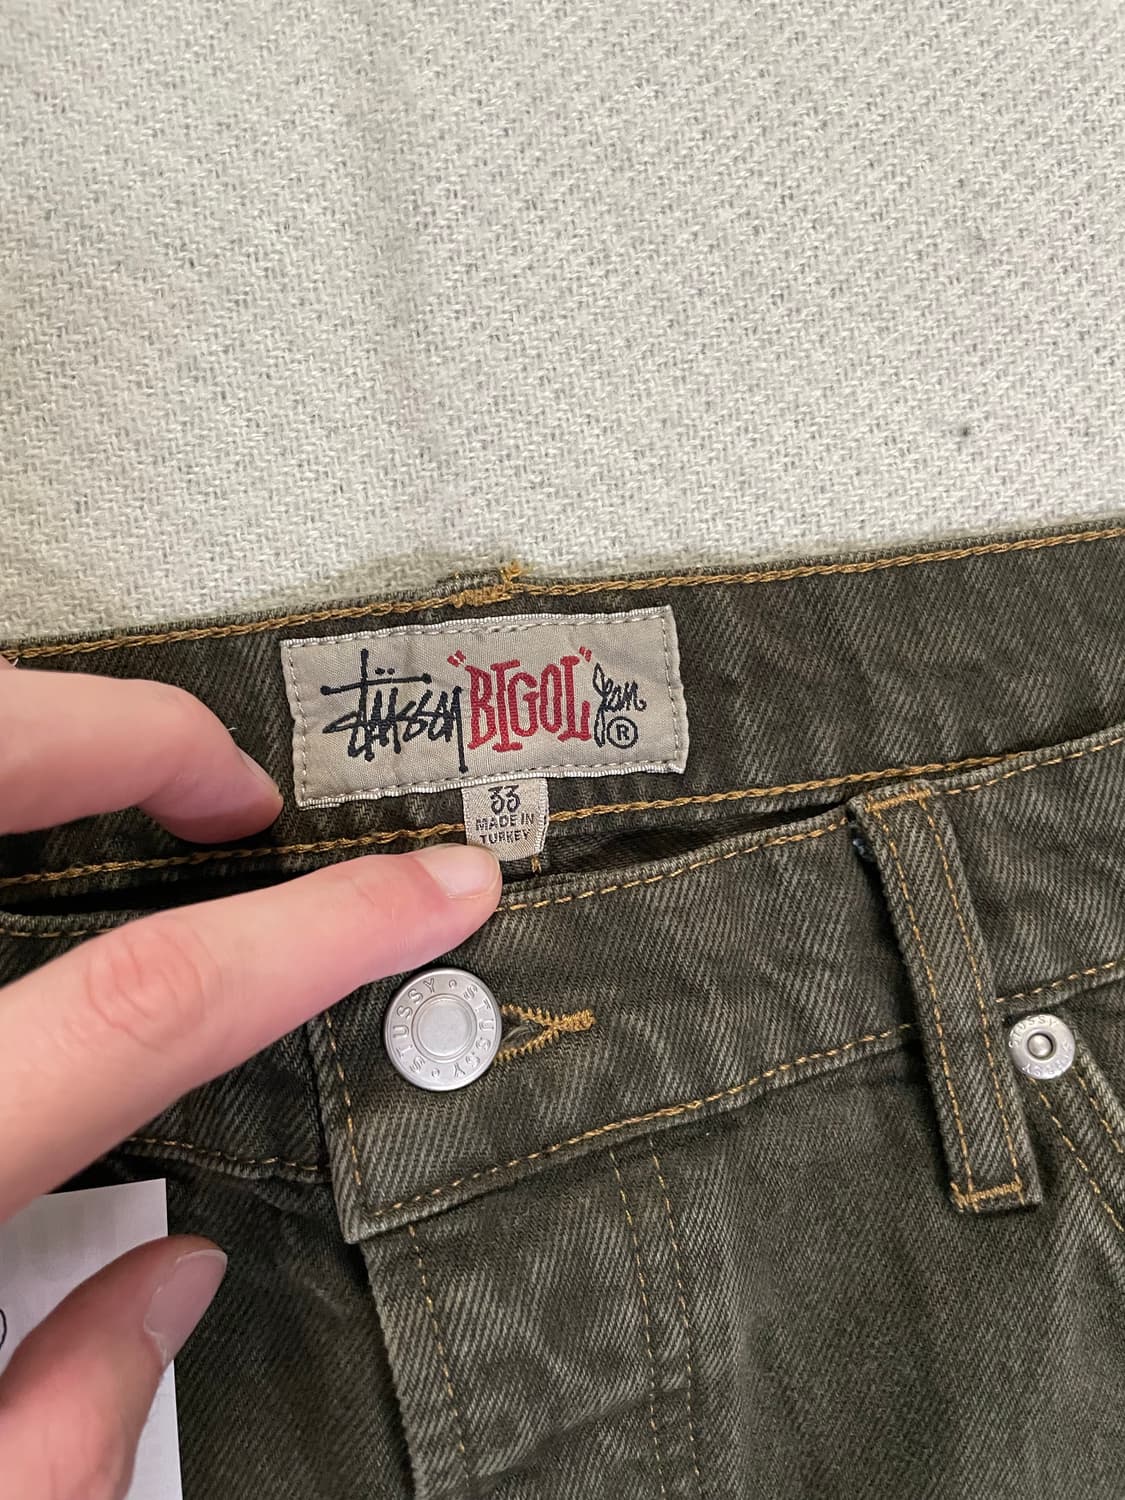 Stüssy "BIGOL" Jean ®
33
MADE IN
TURKEY
STUSSY • STUSSY •